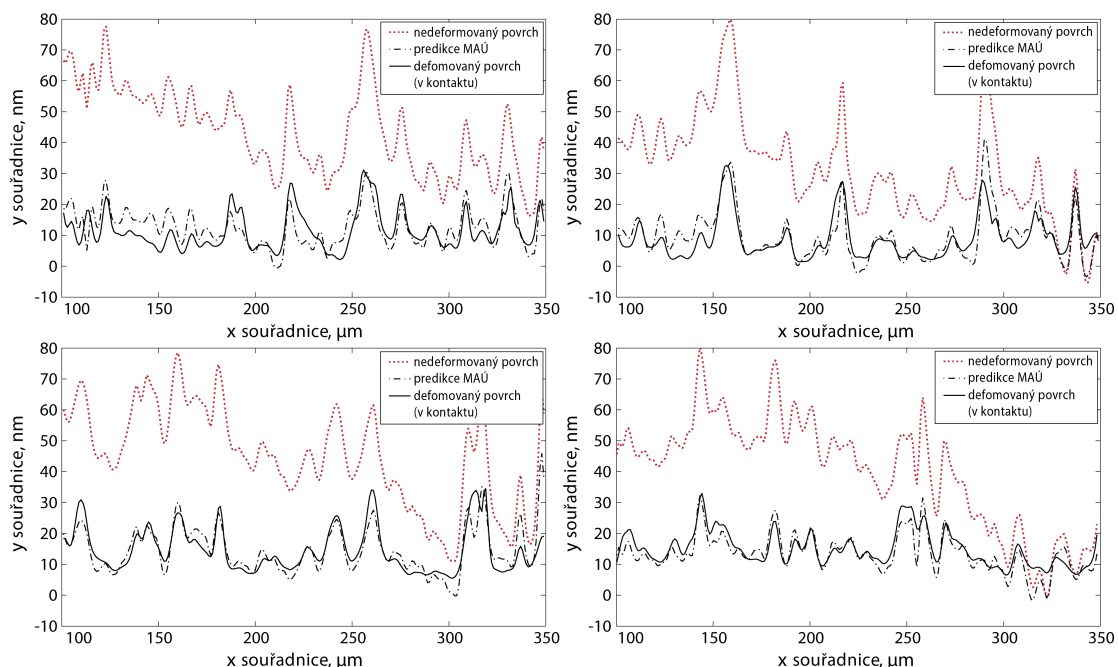 80
70
60
50
40
30
20
10
0
-10
y souřadnice, nm
nedeformovaný povrch
predikce MAÚ
defomovaný povrch
(v kontaktu)
100 150 200 250 300 350
x souřadnice, µm
80
70
60
50
40
30
20
10
0
-10
y souřadnice, nm
nedeformovaný povrch
predikce MAÚ
defomovaný povrch
(v kontaktu)
100 150 200 250 300 350
x souřadnice, µm
80
70
60
50
40
30
20
10
0
-10
y souřadnice, nm
nedeformovaný povrch
predikce MAÚ
defomovaný povrch
(v kontaktu)
100 150 200 250 300 350
x souřadnice, µm
80
70
60
50
40
30
20
10
0
-10
y souřadnice, nm
nedeformovaný povrch
predikce MAÚ
defomovaný povrch
(v kontaktu)
100 150 200 250 300 350
x souřadnice, µm